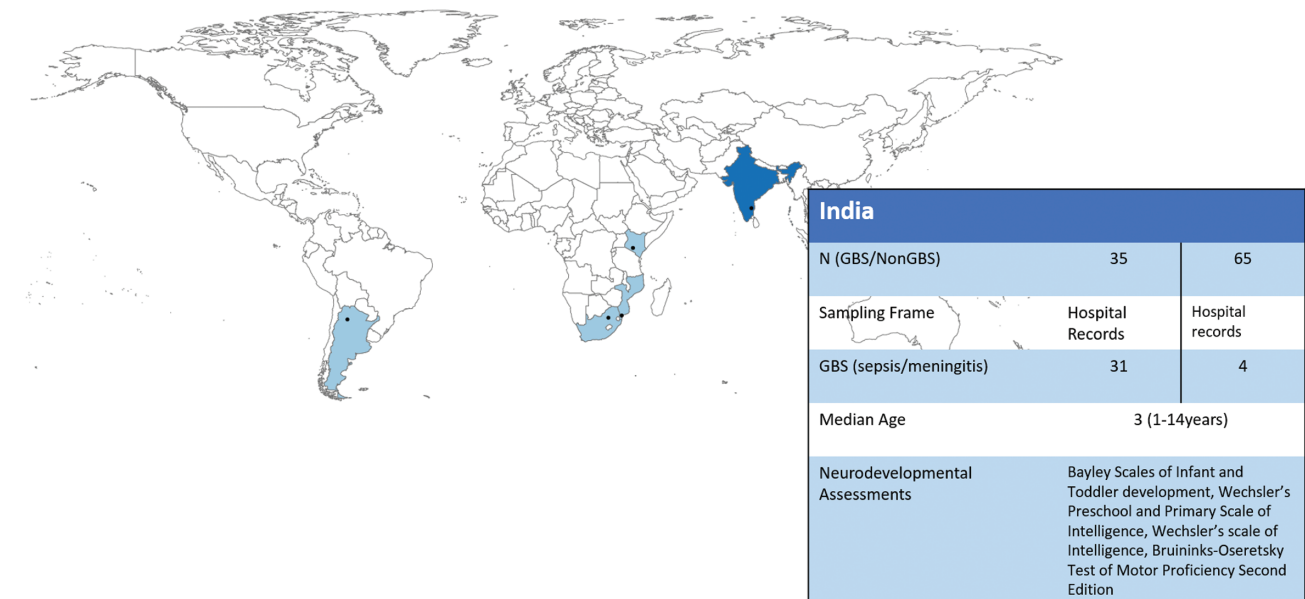 India
N (GBS/NonGBS) 35 65
Sampling Frame Hospital Records Hospital records
GBS (sepsis/meningitis) 31 4
Median Age 3 (1-14years)
Neurodevelopmental Assessments
Bayley Scales of Infant and
Toddler development, Wechsler’s
Preschool and Primary Scale of
Intelligence, Wechsler’s scale of
Intelligence, Bruininks-Oseretsky
Test of Motor Proficiency Second
Edition